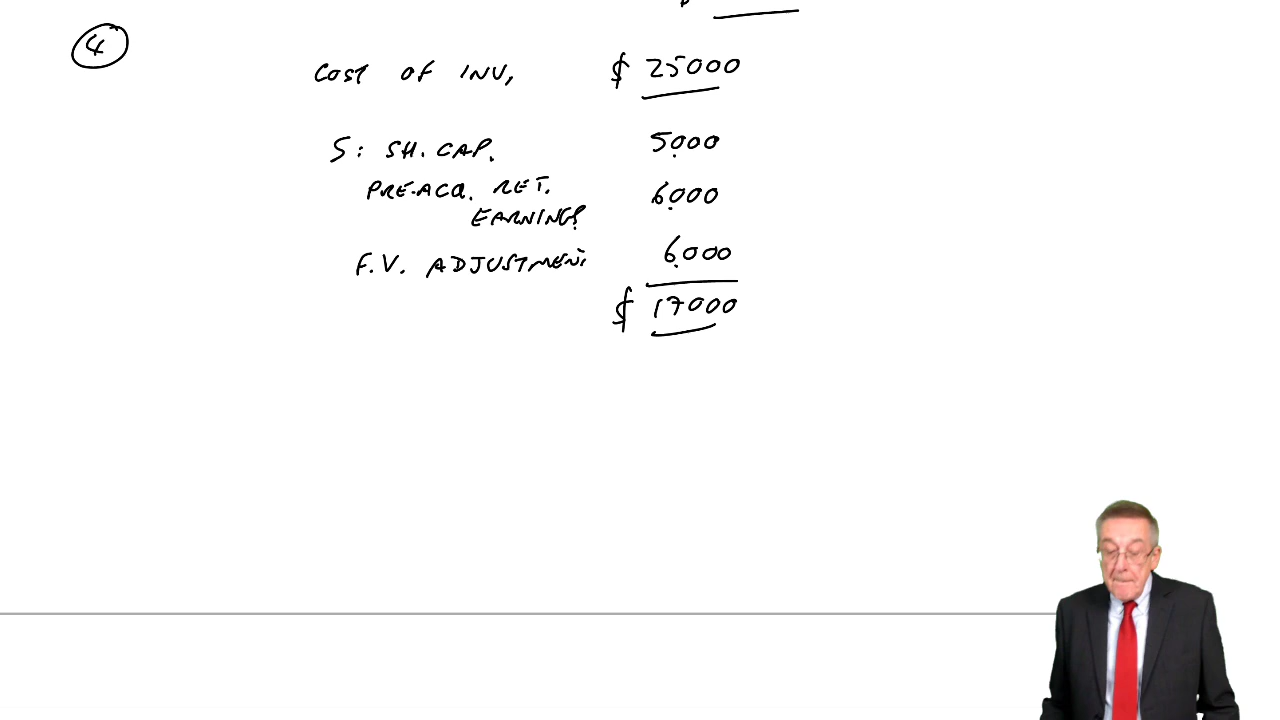 4
COST OF INV,
$ 25000
S: SH. CAP.
5000
PRE-ACQ. RET.
EARNINGS
6000
F.V. ADJUSTMENT
6000
$ 17000